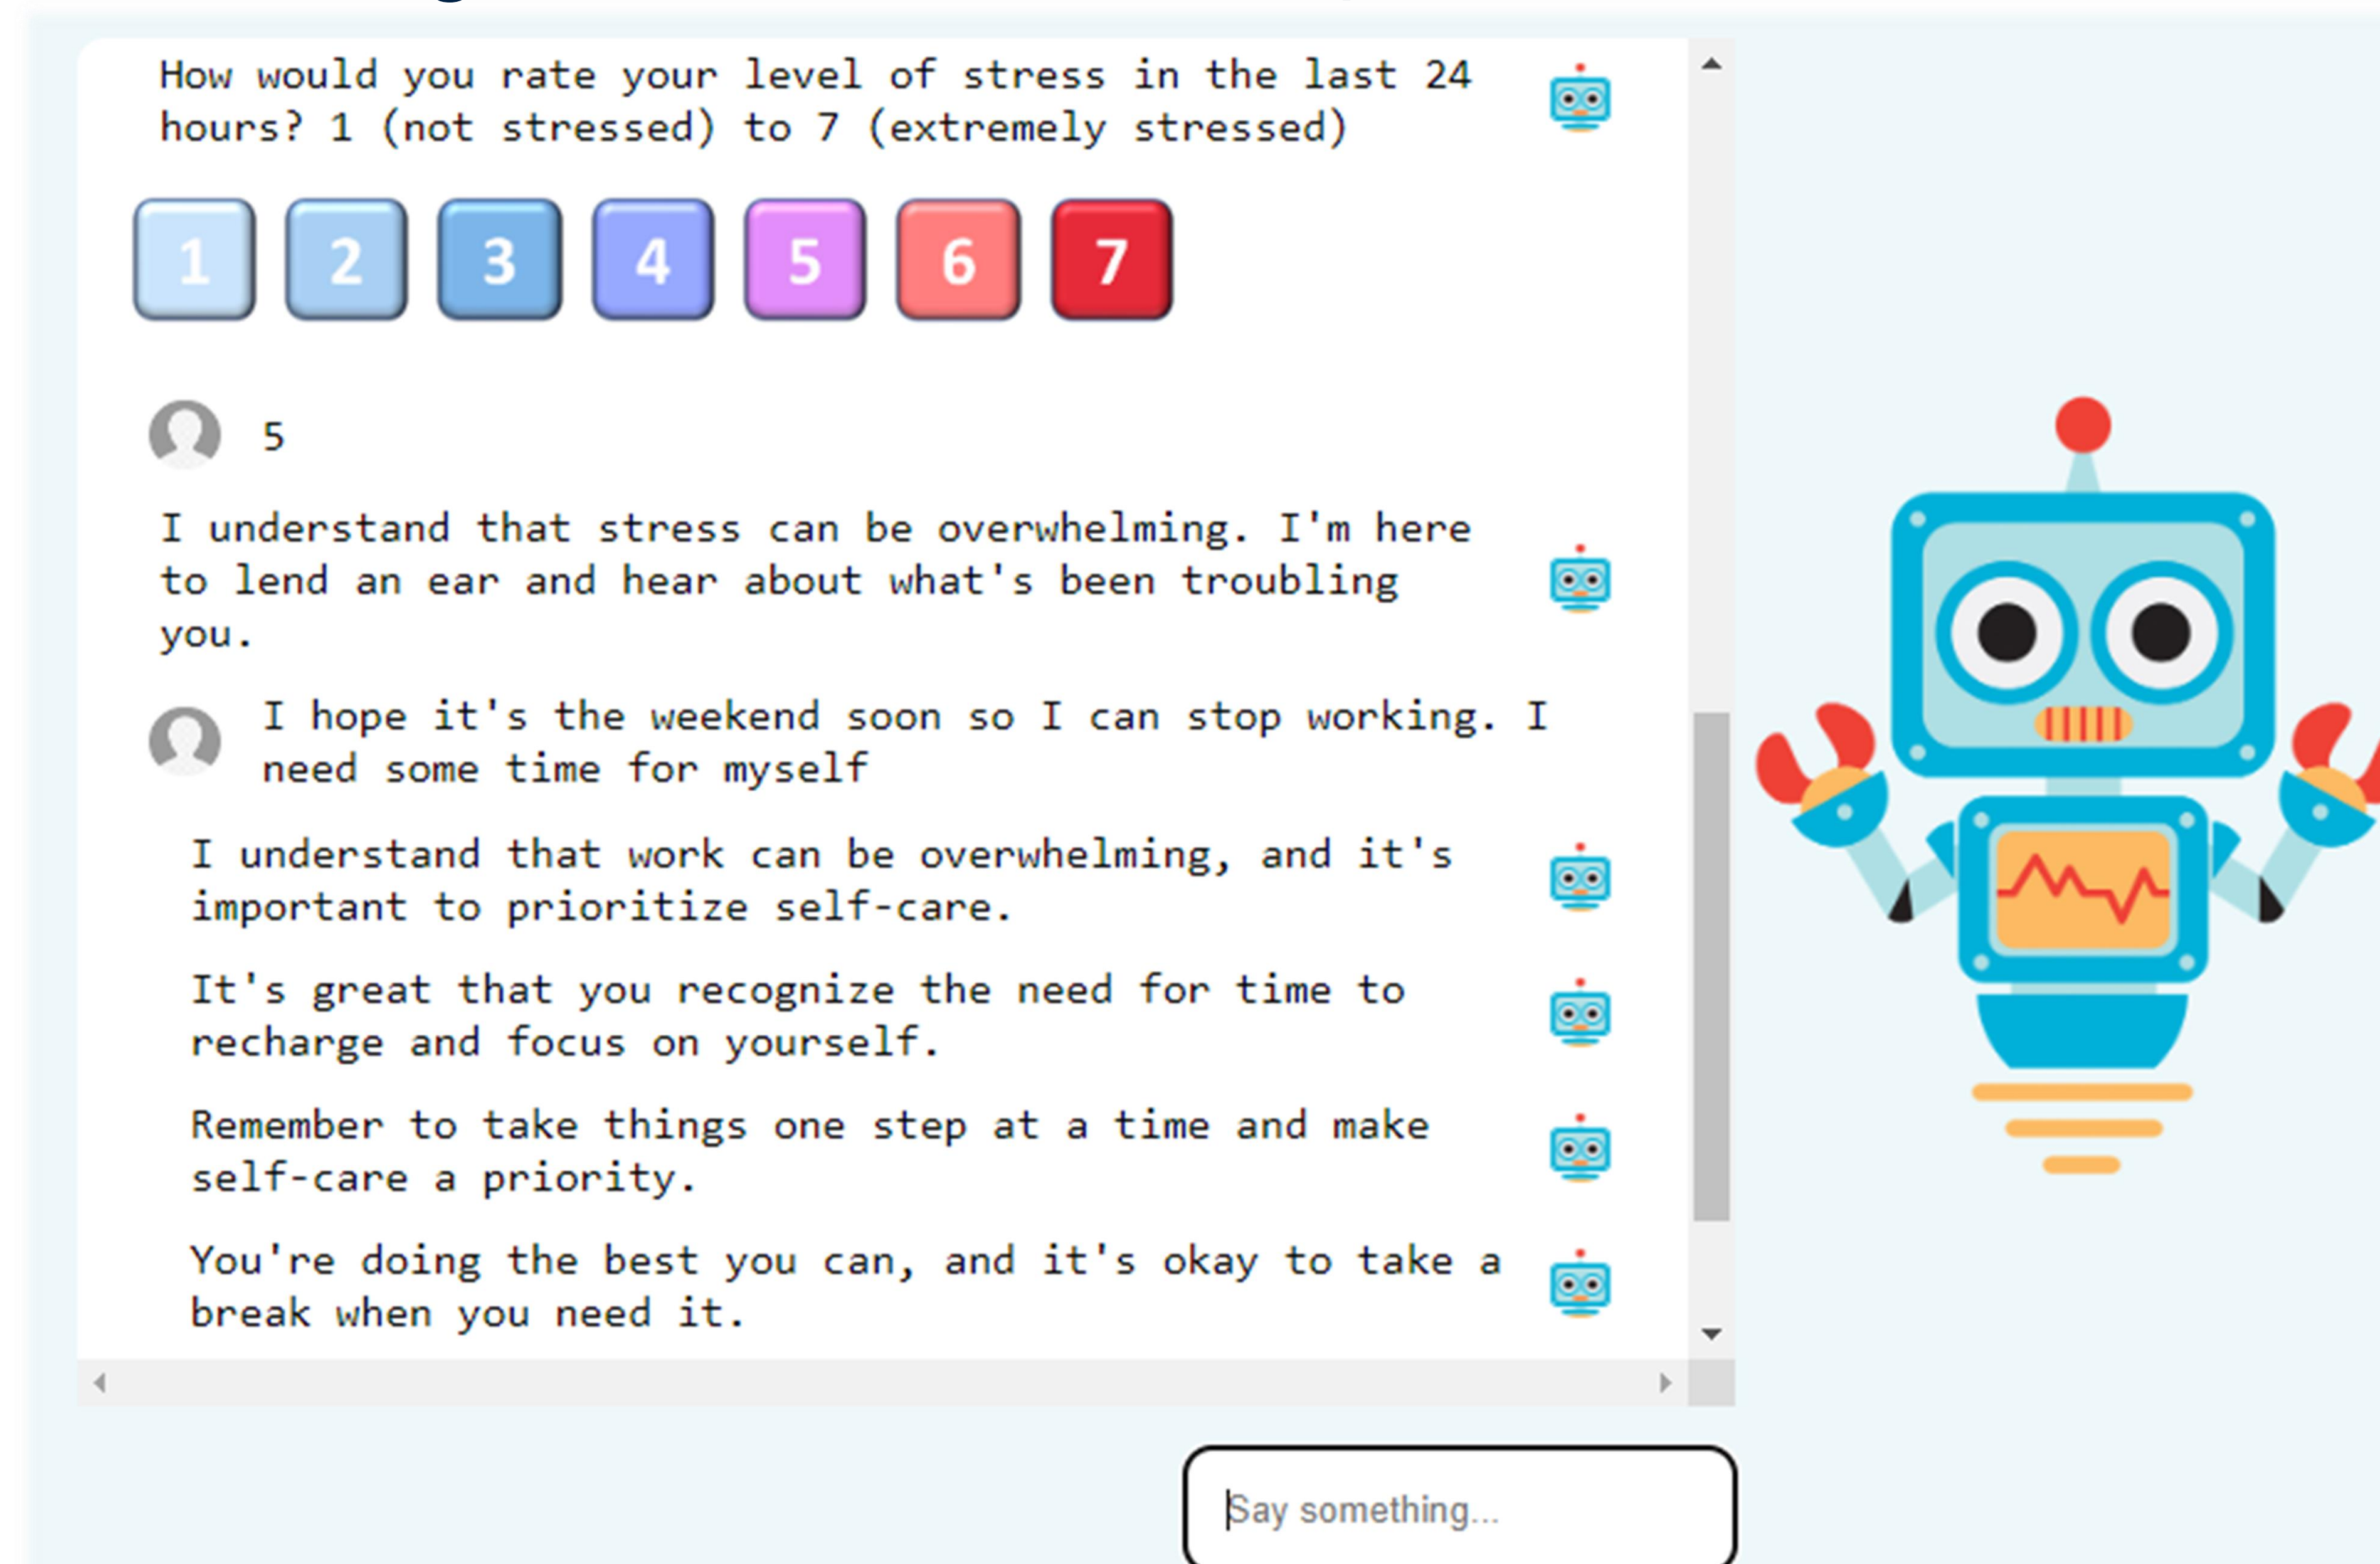 How would you rate your level of stress in the last 24
hours? 1 (not stressed) to 7 (extremely stressed)
1 2 3 4 5 6 7
5
I understand that stress can be overwhelming. I'm here
to lend an ear and hear about what's been troubling
you.
I hope it's the weekend soon so I can stop working. I
need some time for myself
I understand that work can be overwhelming, and it's
important to prioritize self-care.
It's great that you recognize the need for time to
recharge and focus on yourself.
Remember to take things one step at a time and make
self-care a priority.
You're doing the best you can, and it's okay to take a
break when you need it.
Say something...